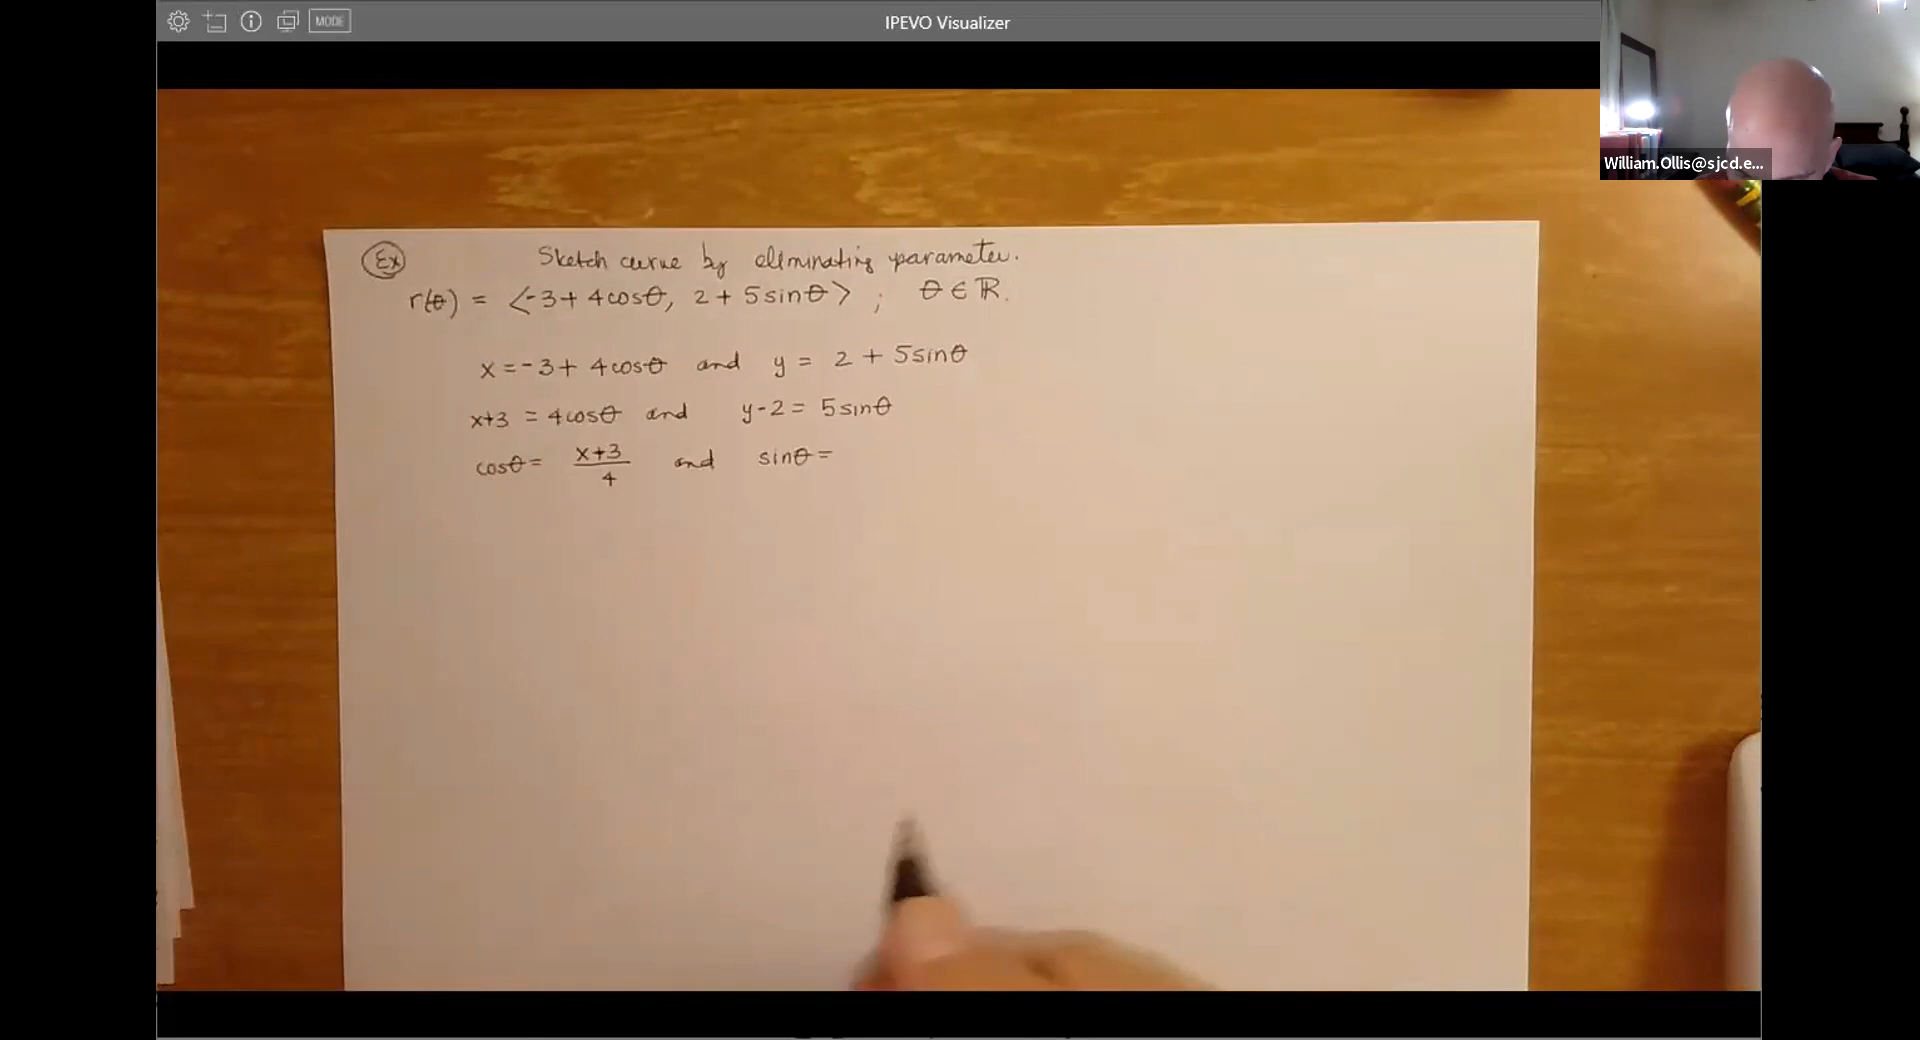 MODE
IPEVO Visualizer
William.Ollis@sjcd.e...
Ex Sketch curve by eliminating parameter.
r(θ) = ⟨-3+ 4cosθ, 2 + 5sinθ⟩ ; θ ∈ ℝ.
x = -3+ 4cosθ and y = 2 + 5sinθ
x+3 = 4cosθ and y-2 = 5sinθ
cosθ = x+3/4 and sinθ =